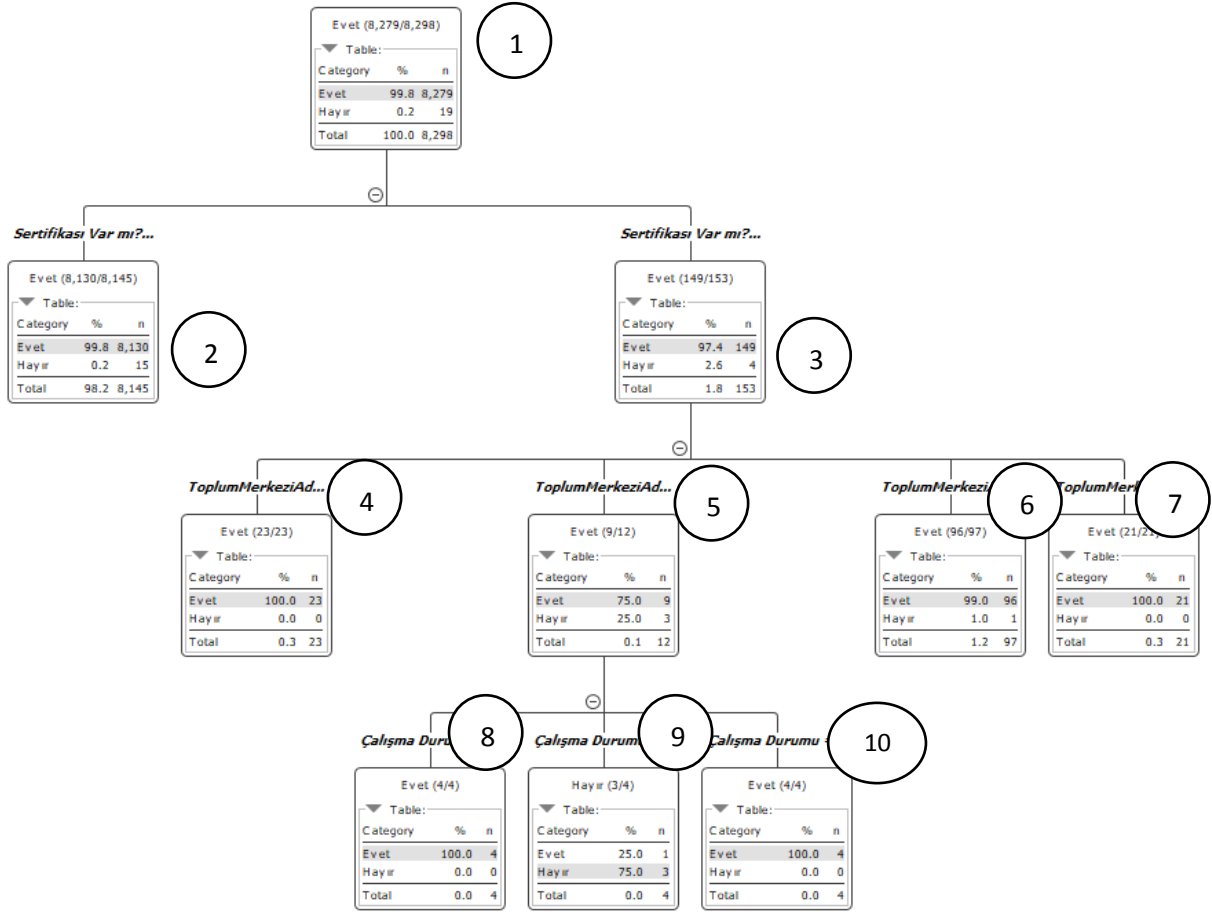 Evet (8,279/8,298)
1
Table:
Category % n
Evet 99.8 8,279
Hayır 0.2 19
Total 100.0 8,298
Sertifikası Var mı?...
Sertifikası Var mı?...
Evet (8,130/8,145)
Table:
Category % n
Evet 99.8 8,130
Hayır 0.2 15
Total 98.2 8,145
2
Evet (149/153)
Table:
Category % n
Evet 97.4 149
Hayır 2.6 4
Total 1.8 153
3
ToplumMerkeziAd...
4
ToplumMerkeziAd...
5
ToplumMerkezi
6
7
Evet (23/23)
Table:
Category % n
Evet 100.0 23
Hayır 0.0 0
Total 0.3 23
Evet (9/12)
Table:
Category % n
Evet 75.0 9
Hayır 25.0 3
Total 0.1 12
Evet (96/97)
Table:
Category % n
Evet 99.0 96
Hayır 1.0 1
Total 1.2 97
Evet (21/21)
Table:
Category % n
Evet 100.0 21
Hayır 0.0 0
Total 0.3 21
Çalışma
8
Çalışma Durumu
9
Çalışma Durumu
10
Evet (4/4)
Table:
Category % n
Evet 100.0 4
Hayır 0.0 0
Total 0.0 4
Hayır (3/4)
Table:
Category % n
Evet 25.0 1
Hayır 75.0 3
Total 0.0 4
Evet (4/4)
Table:
Category % n
Evet 100.0 4
Hayır 0.0 0
Total 0.0 4